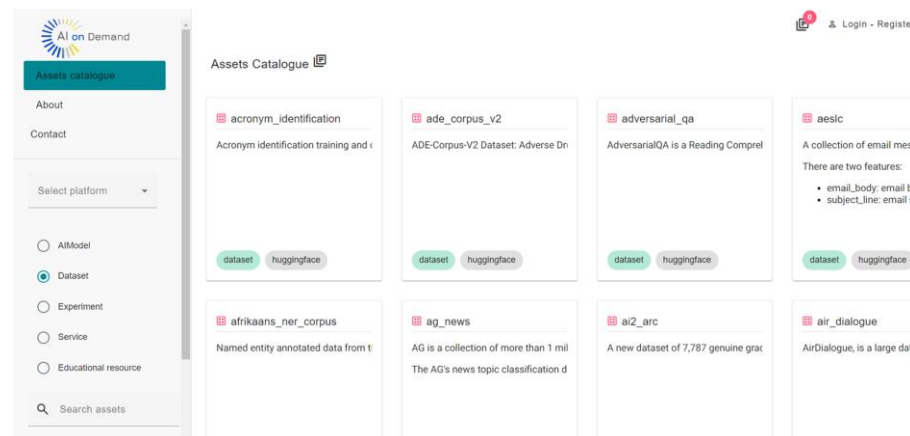 AI on Demand
Assets catalogue
About
Contact
Select platform
AIModel
Dataset
Experiment
Service
Educational resource
Search assets
0
Login - Registe
Assets Catalogue
acronym_identification
Acronym identification training and
dataset huggingface
ade_corpus_v2
ADE-Corpus-V2 Dataset: Adverse Dr
dataset huggingface
adversarial_qa
AdversarialQA is a Reading Compre
dataset huggingface
aeslc
A collection of email mes
There are two features:
email_body: email
subject_line: email
dataset huggingface
afrikaans_ner_corpus
Named entity annotated data from
ag_news
AG is a collection of more than 1 mil
The AG's news topic classification d
ai2_arc
A new dataset of 7,787 genuine grad
air_dialogue
AirDialogue, is a large da